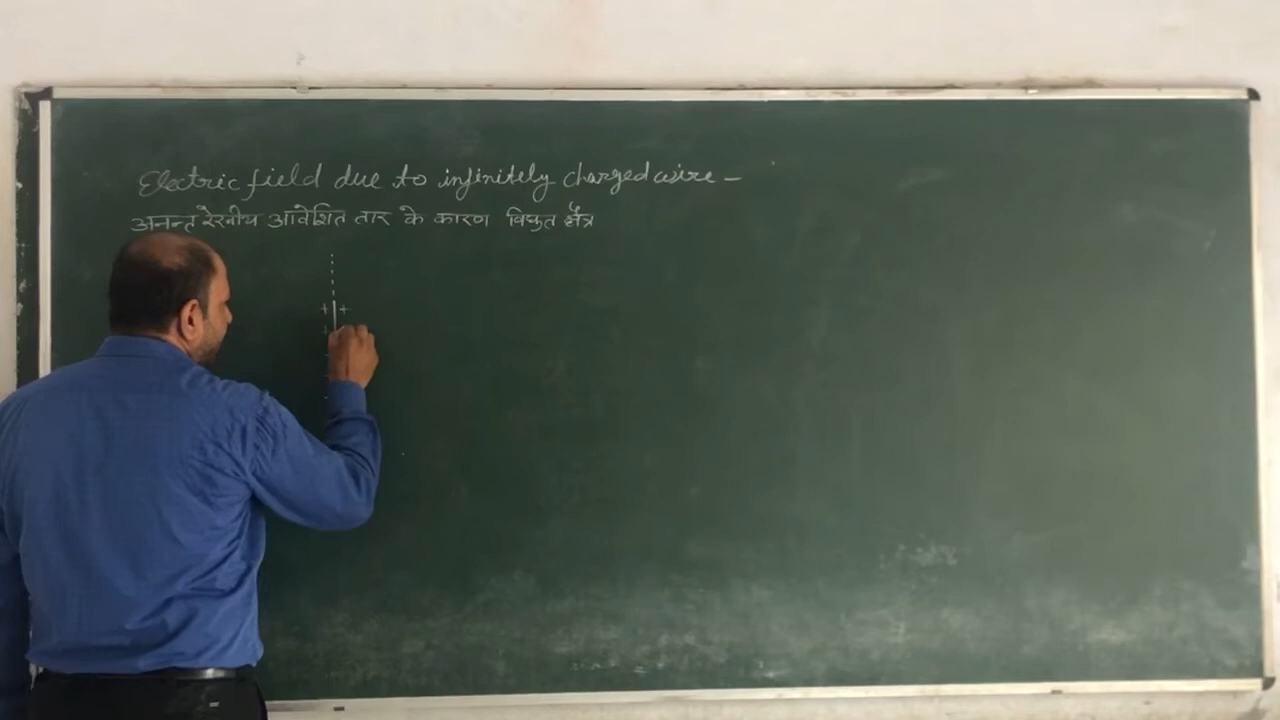 Electric field due to infinitely charged wire -
अनन्त रेखीय आवेशित तार के कारण विधुत क्षैत्र
+ +
+